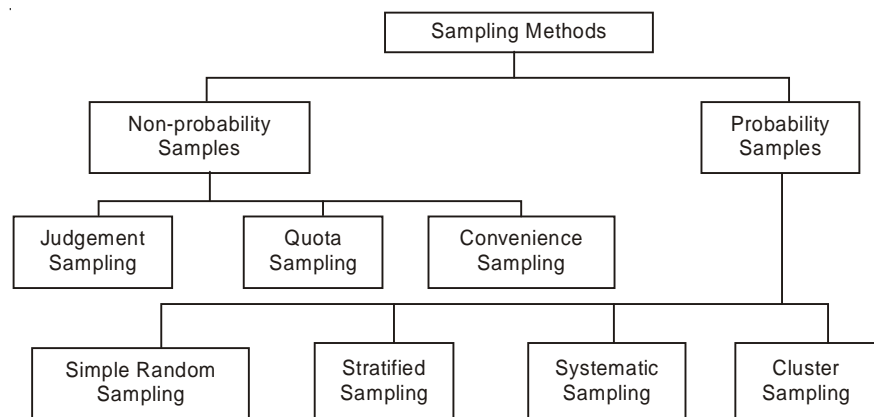 Sampling Methods
Non-probability
Samples
Probability
Samples
Judgement
Sampling
Quota
Sampling
Convenience
Sampling
Simple Random
Sampling
Stratified
Sampling
Systematic
Sampling
Cluster
Sampling